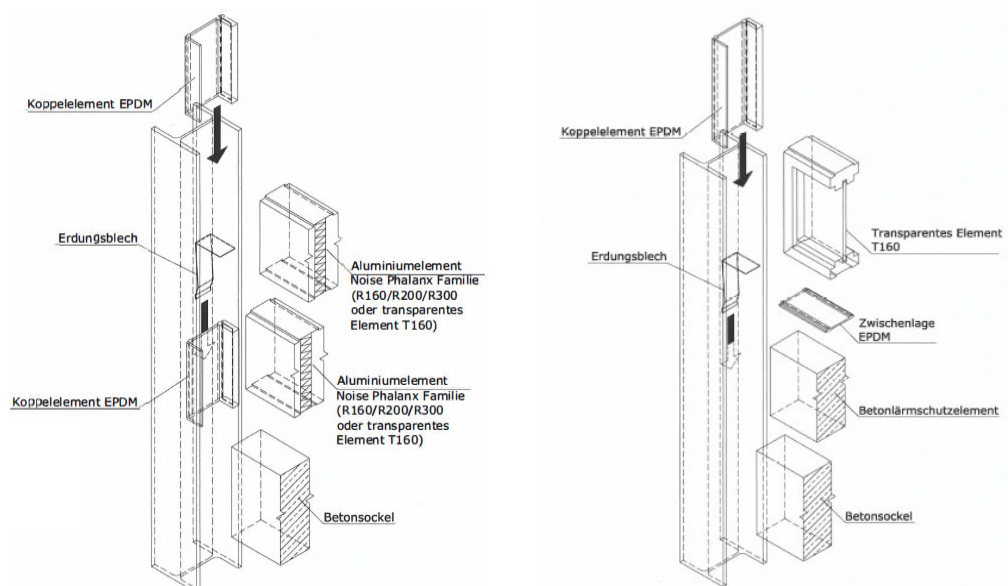 Koppelelement EPDM
Erdungsblech
Aluminiumelement
Noise Phalanx Familie
(R160/R200/R300
oder transparentes
Element T160)
Aluminiumelement
Noise Phalanx Familie
(R160/R200/R300
oder transparentes
Element T160)
Koppelelement EPDM
Betonsockel
Koppelelement EPDM
Transparentes Element
T160
Erdungsblech
Zwischenlage
EPDM
Betonlärmschutzelement
Betonsockel